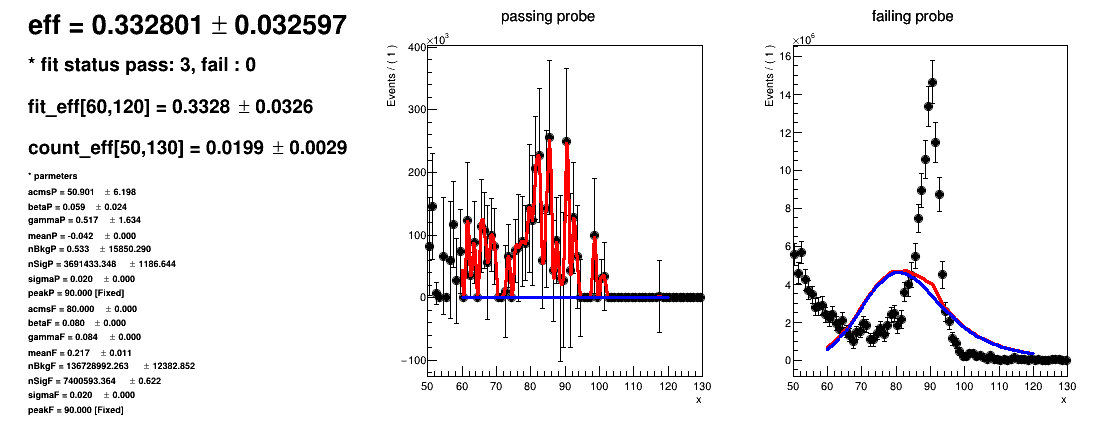 eff = 0.332801 ± 0.032597
* fit status pass: 3, fail : 0
fit_eff[60,120] = 0.3328 ± 0.0326
count_eff[50,130] = 0.0199 ± 0.0029
* parmeters
acmsP = 50.901 ± 6.198
betaP = 0.059 ± 0.024
gammaP = 0.517 ± 1.634
meanP = -0.042 ± 0.000
nBkgP = 0.533 ± 15850.290
nSigP = 3691433.348 ± 1186.644
sigmaP = 0.020 ± 0.000
peakP = 90.000 [Fixed]
acmsF = 80.000 ± 0.000
betaF = 0.080 ± 0.000
gammaF = 0.084 ± 0.000
meanF = 0.217 ± 0.011
nBkgF = 136728992.263 ± 12382.852
nSigF = 7400593.364 ± 0.622
sigmaF = 0.020 ± 0.000
peakF = 90.000 [Fixed]
passing probe
×10³
Events / ( 1 )
400
300
200
100
0
−100
50 60 70 80 90 100 110 120 130
x
failing probe
×10⁶
Events / ( 1 )
16
14
12
10
8
6
4
2
0
50 60 70 80 90 100 110 120 130
x